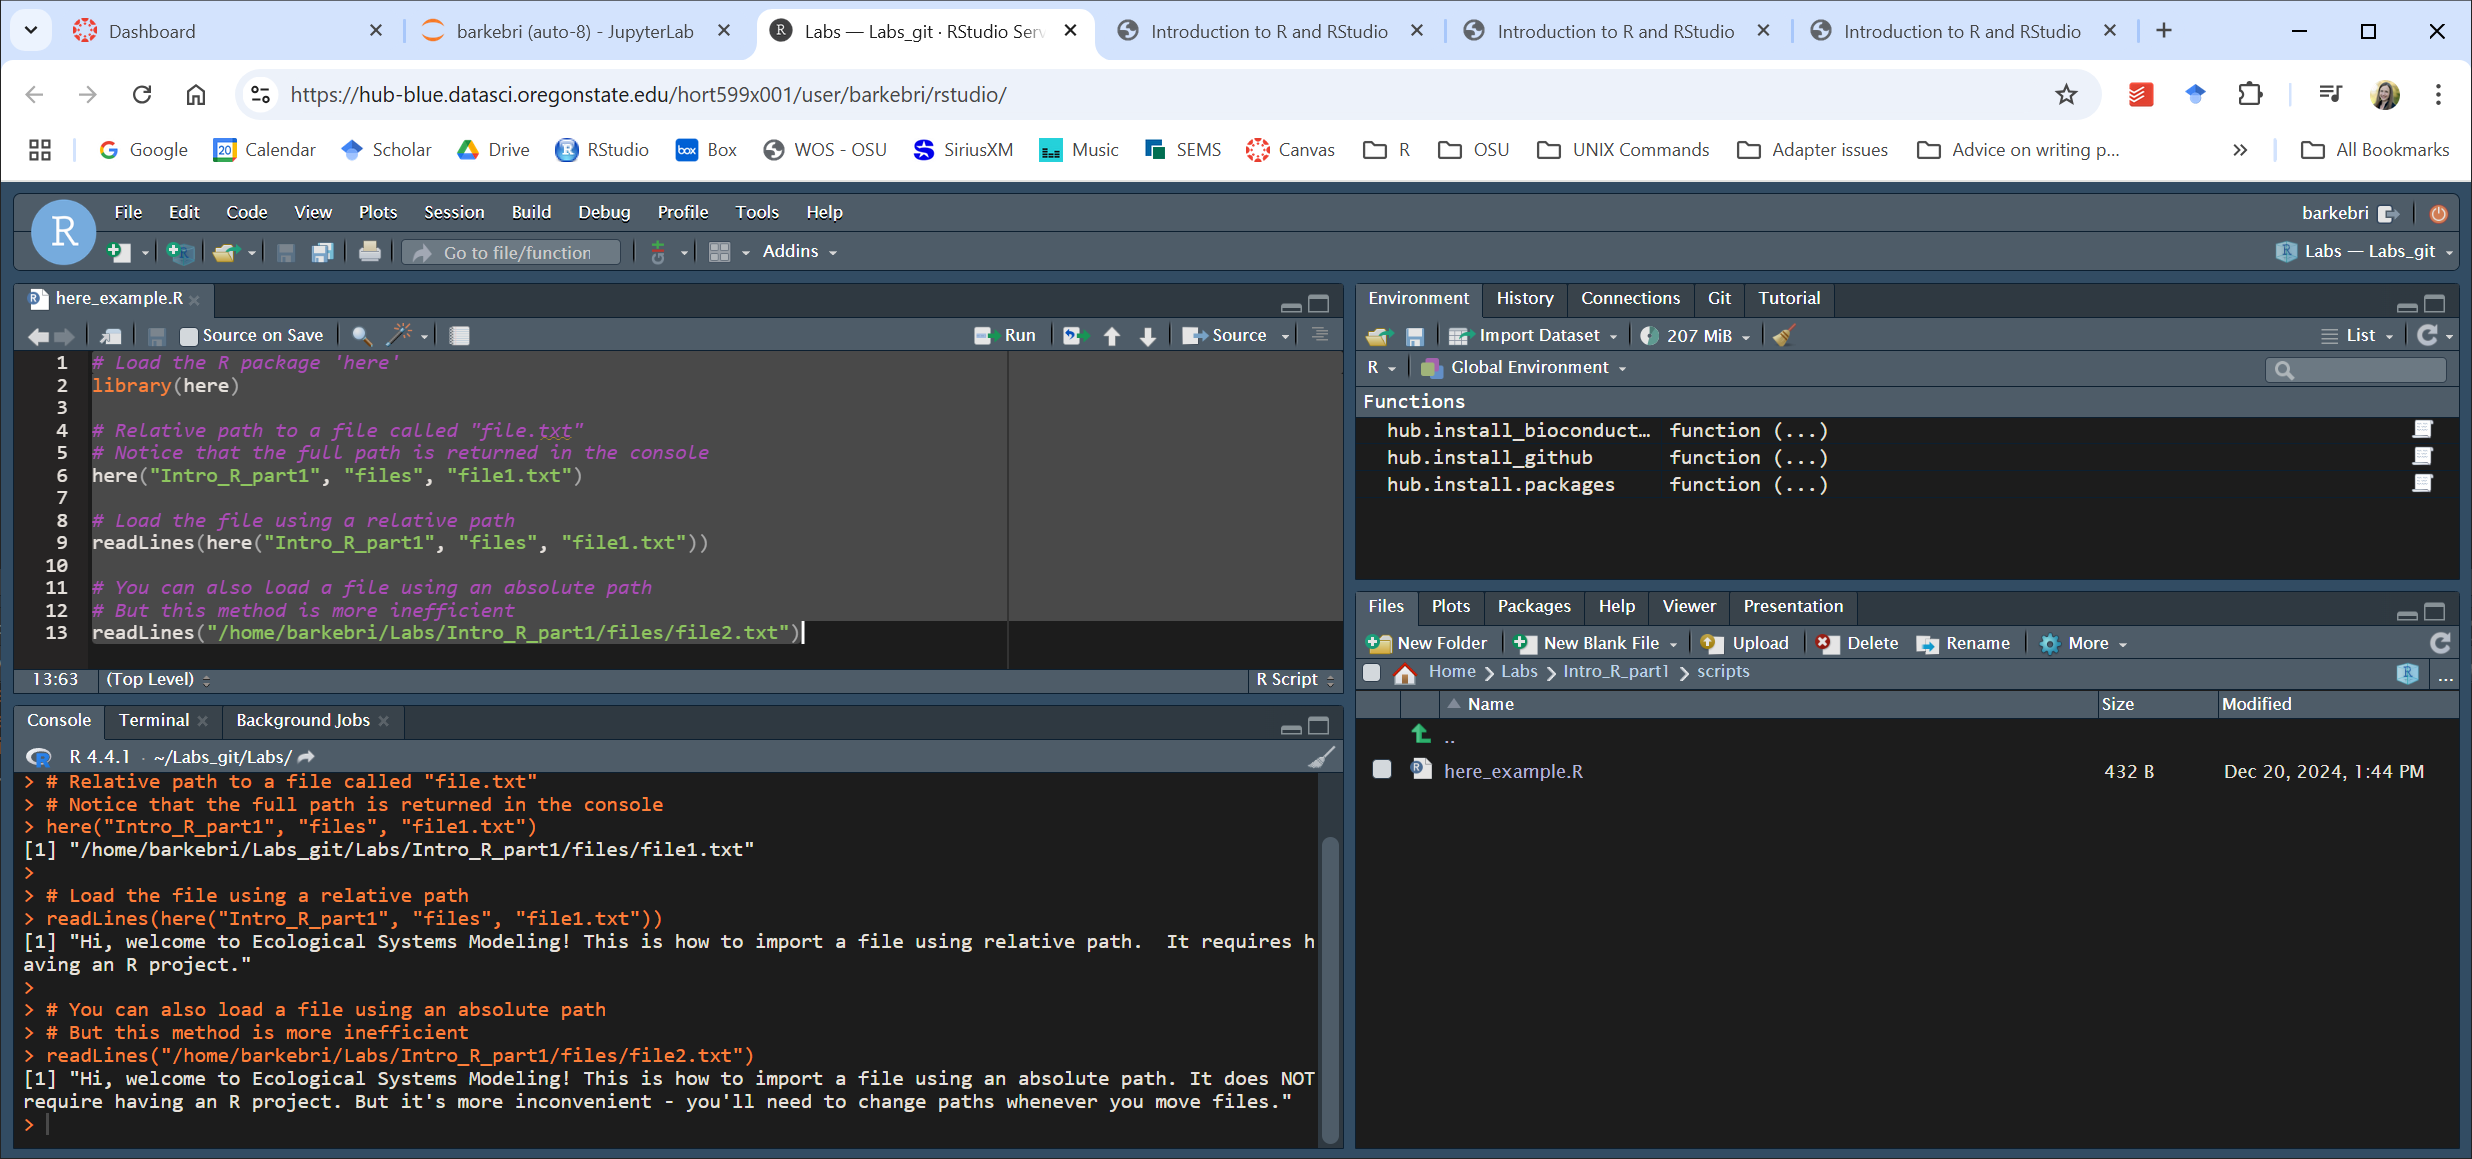 Dashboard
barkebri (auto-8) - JupyterLab
Labs — Labs_git · RStudio Serv
Introduction to R and RStudio
Introduction to R and RStudio
Introduction to R and RStudio
https://hub-blue.datasci.oregonstate.edu/hort599x001/user/barkebri/rstudio/
Google
Calendar
Scholar
Drive
RStudio
Box
WOS - OSU
SiriusXM
Music
SEMS
Canvas
R
OSU
UNIX Commands
Adapter issues
Advice on writing p...
All Bookmarks
File Edit Code View Plots Session Build Debug Profile Tools Help
barkebri
Go to file/function
Addins
Labs — Labs_git
here_example.R
Source on Save
Run
Source
1 # Load the R package 'here'
2 library(here)
3
4 # Relative path to a file called "file.txt"
5 # Notice that the full path is returned in the console
6 here("Intro_R_part1", "files", "file1.txt")
7
8 # Load the file using a relative path
9 readLines(here("Intro_R_part1", "files", "file1.txt"))
10
11 # You can also load a file using an absolute path
12 # But this method is more inefficient
13 readLines("/home/barkebri/Labs/Intro_R_part1/files/file2.txt")
13:63 (Top Level)
R Script
Console Terminal Background Jobs
R 4.4.1 · ~/Labs_git/Labs/
> # Relative path to a file called "file.txt"
> # Notice that the full path is returned in the console
> here("Intro_R_part1", "files", "file1.txt")
[1] "/home/barkebri/Labs_git/Labs/Intro_R_part1/files/file1.txt"
>
> # Load the file using a relative path
> readLines(here("Intro_R_part1", "files", "file1.txt"))
[1] "Hi, welcome to Ecological Systems Modeling! This is how to import a file using relative path.  It requires h
aving an R project."
>
> # You can also load a file using an absolute path
> # But this method is more inefficient
> readLines("/home/barkebri/Labs/Intro_R_part1/files/file2.txt")
[1] "Hi, welcome to Ecological Systems Modeling! This is how to import a file using an absolute path. It does NOT
require having an R project. But it's more inconvenient - you'll need to change paths whenever you move files."
>
Environment History Connections Git Tutorial
Import Dataset
207 MiB
List
R
Global Environment
Functions
hub.install_bioconduct… function (...)
hub.install_github function (...)
hub.install.packages function (...)
Files Plots Packages Help Viewer Presentation
New Folder
New Blank File
Upload
Delete
Rename
More
Home Labs Intro_R_part1 scripts
...
Name Size Modified
..
here_example.R 432 B Dec 20, 2024, 1:44 PM